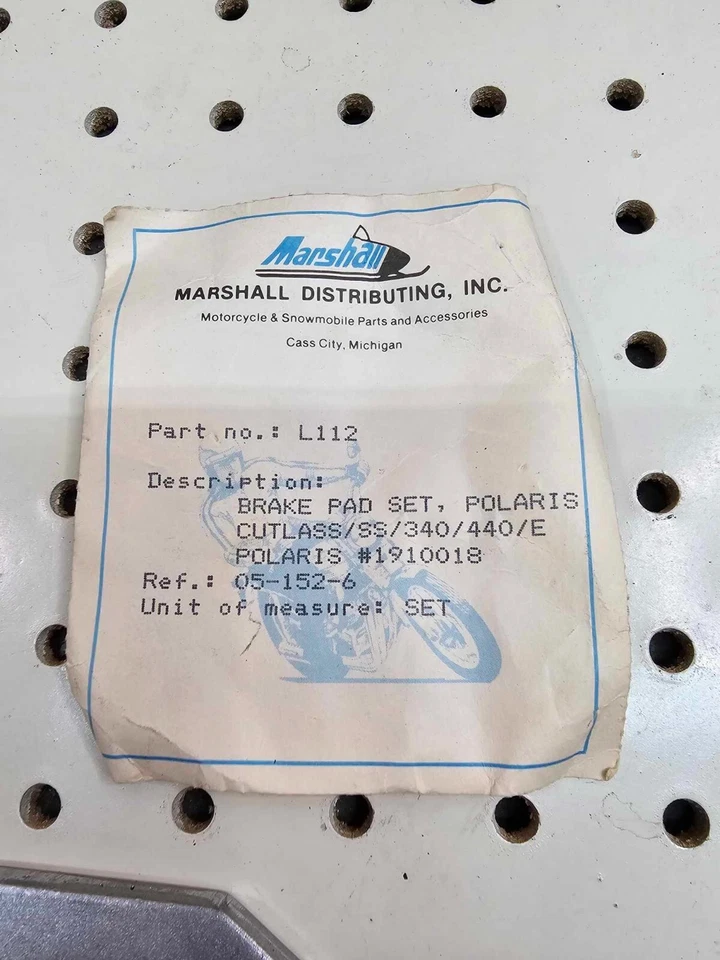 Marshall
MARSHALL DISTRIBUTING, INC.
Motorcycle & Snowmobile Parts and Accessories
Cass City, Michigan
Part no.: L112
Description:
BRAKE PAD SET, POLARIS
CUTLASS/SS/340/440/E
POLARIS #1910018
Ref.: 05-152-6
Unit of measure: SET